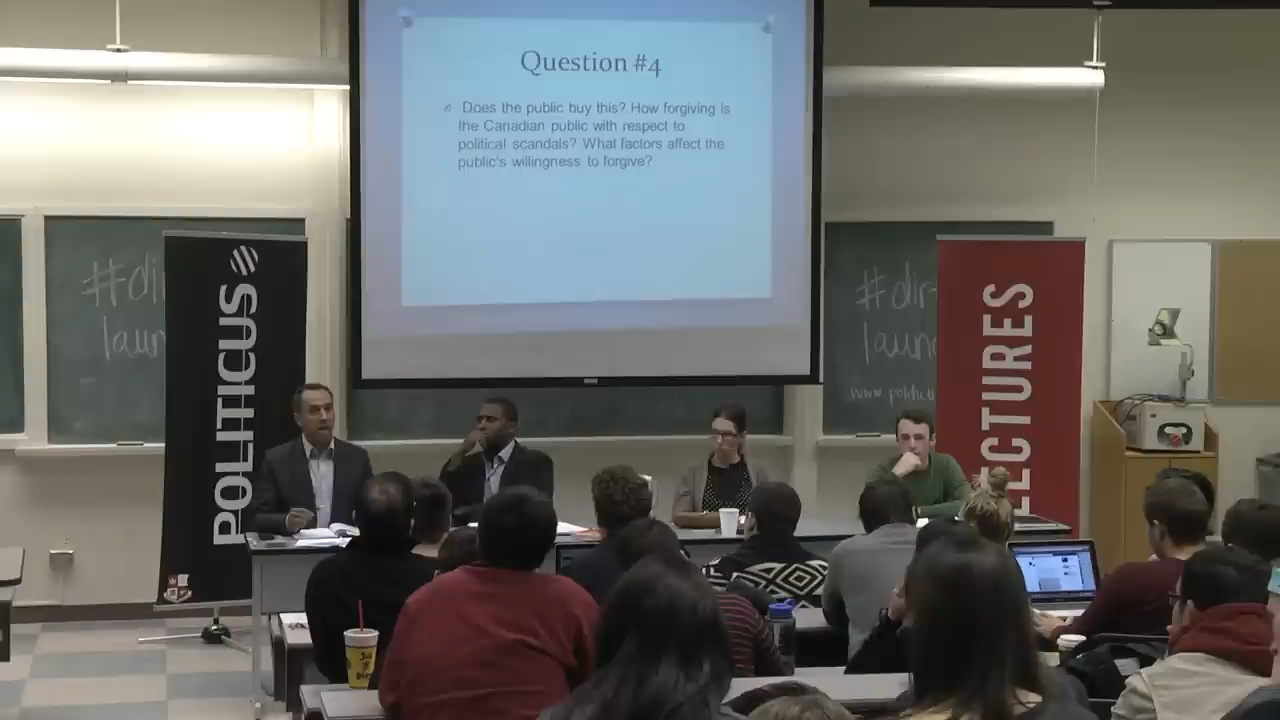 Question #4
Does the public buy this? How forgiving is
the Canadian public with respect to
political scandals? What factors affect the
public's willingness to forgive?
POLITICUS
LECTURES